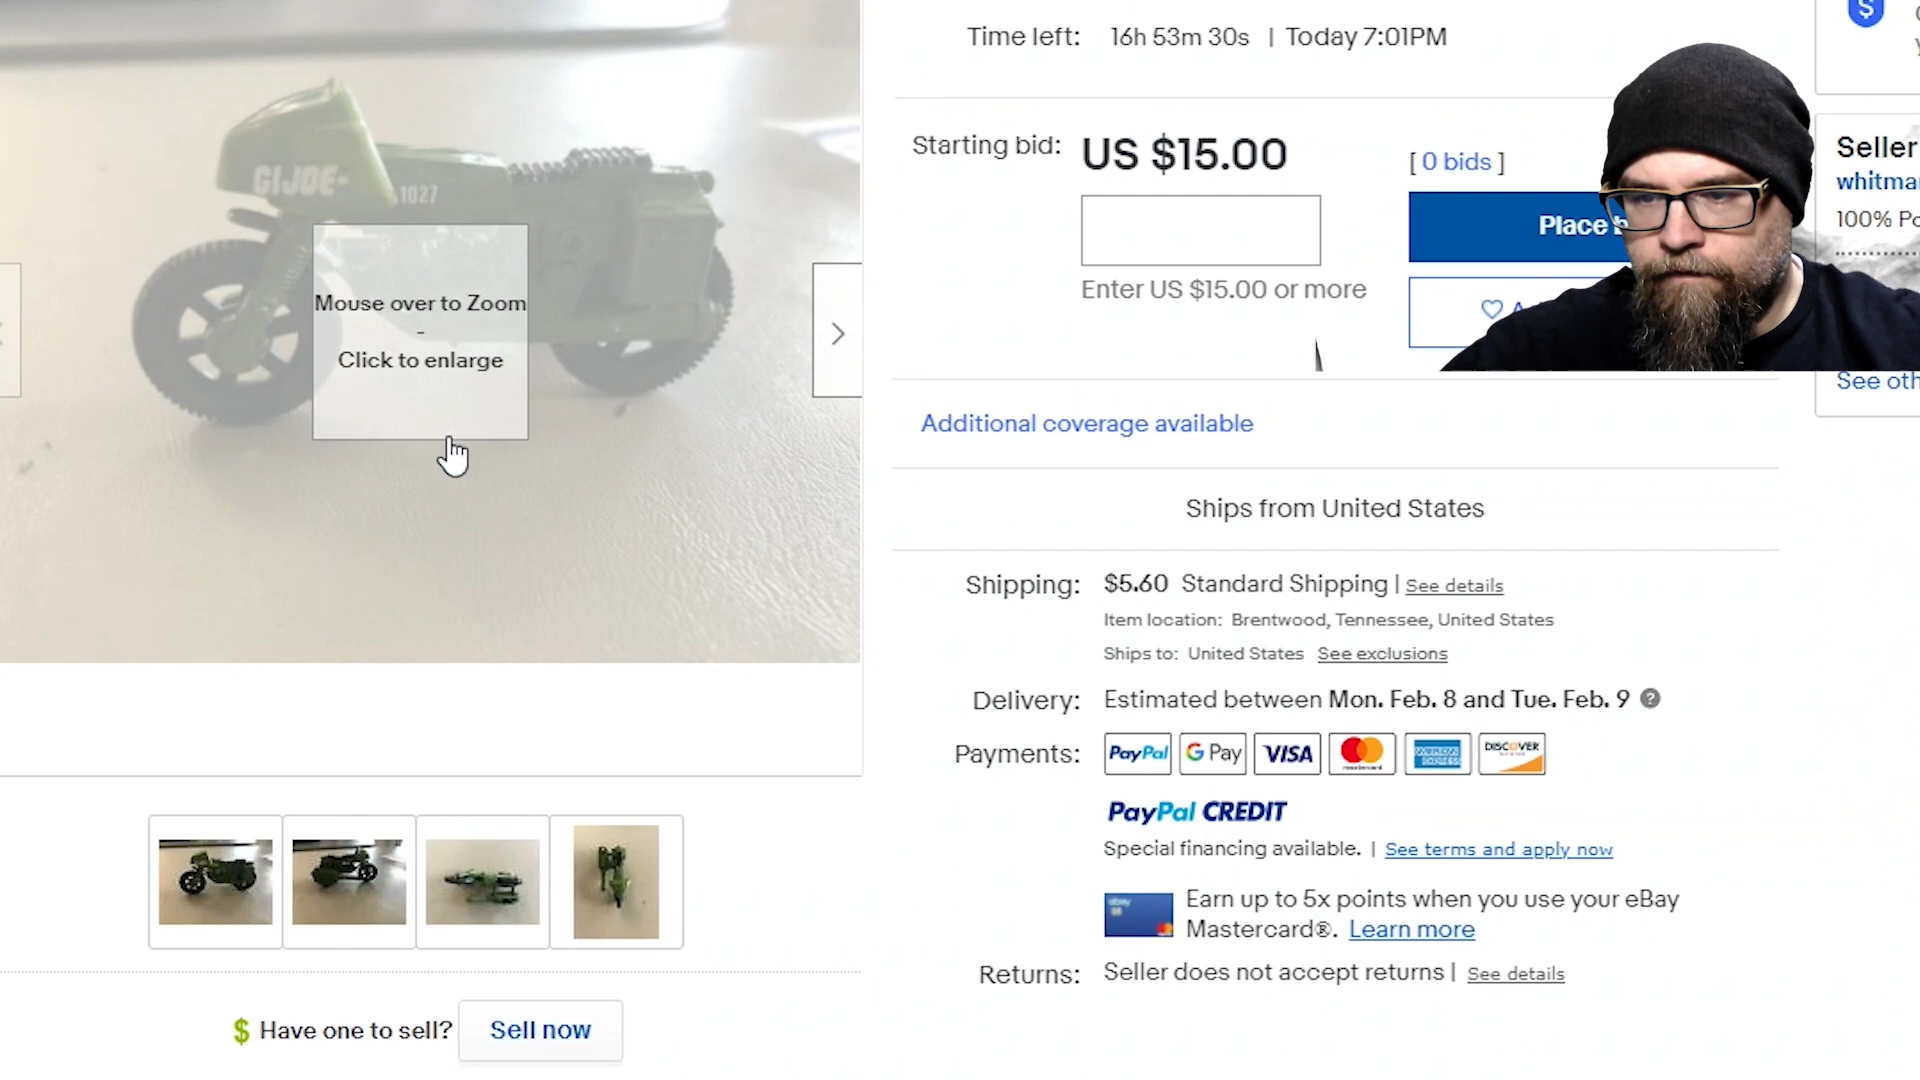 Time left: 16h 53m 30s | Today 7:01PM
Starting bid: US $15.00 [ 0 bids ]
Place
Enter US $15.00 or more
GIJOE-
1027
Mouse over to Zoom
-
Click to enlarge
Seller
100%
See
Additional coverage available
Ships from United States
Shipping: $5.60 Standard Shipping | See details
Item location: Brentwood, Tennessee, United States
Ships to: United States See exclusions
Delivery: Estimated between Mon. Feb. 8 and Tue. Feb. 9 ?
Payments: PayPal G Pay VISA mastercard AMERICAN EXPRESS DISCOVER
PayPal CREDIT
Special financing available. | See terms and apply now
ebay
Earn up to 5x points when you use your eBay
Mastercard®. Learn more
Returns: Seller does not accept returns | See details
$ Have one to sell? Sell now